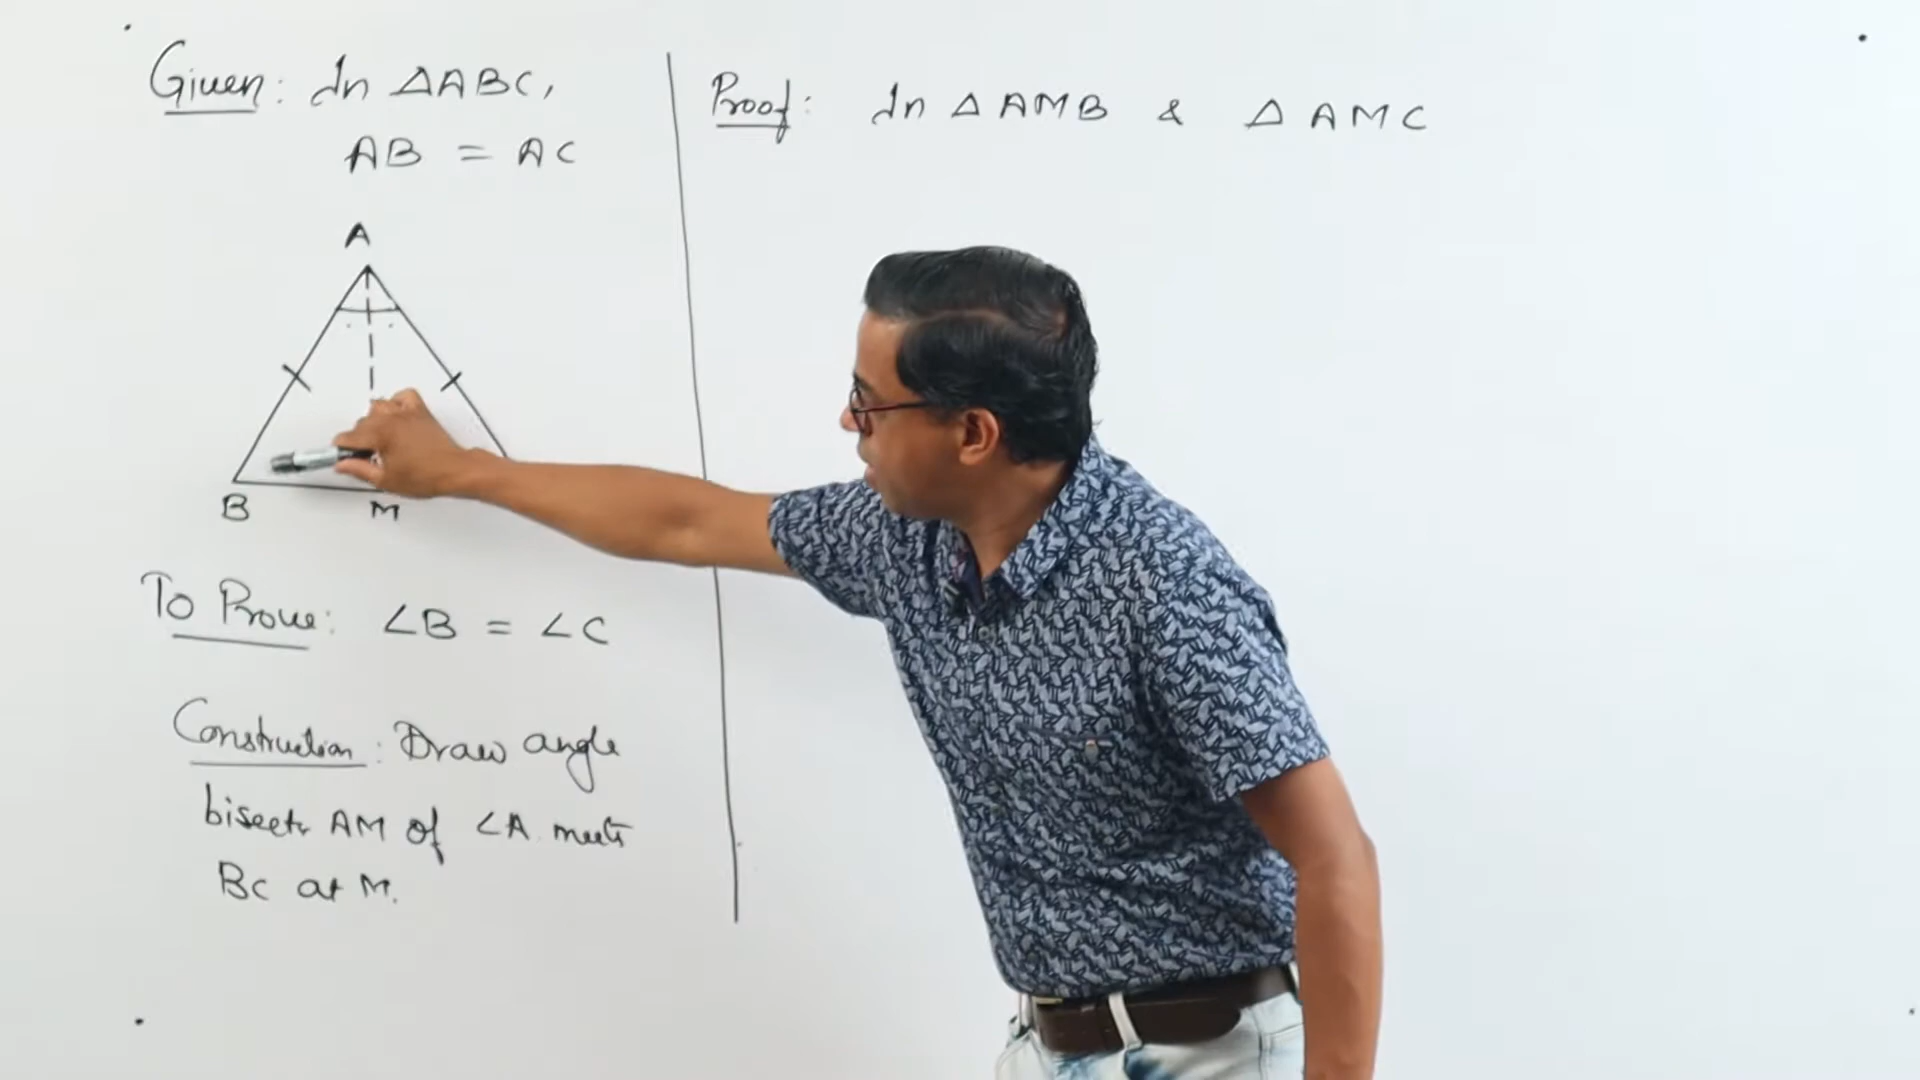 Given: In △ABC,
AB = AC
A
B M
To Prove: ∠B = ∠C
Construction: Draw angle
bisector AM of ∠A meets
BC at M.
Proof: In △AMB & △AMC